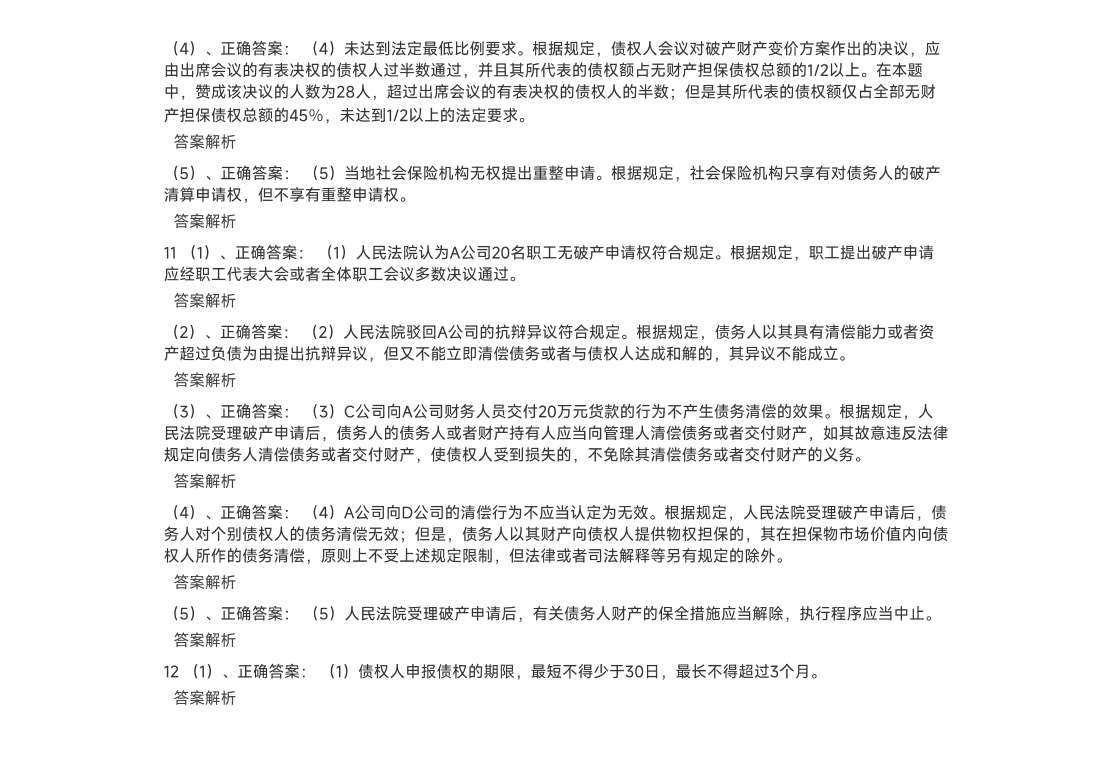 （4）、正确答案： （4）未达到法定最低比例要求。根据规定，债权人会议对破产财产变价方案作出的决议，应
由出席会议的有表决权的债权人过半数通过，并且其所代表的债权额占无财产担保债权总额的1/2以上。在本题
中，赞成该决议的人数为28人，超过出席会议的有表决权的债权人的半数；但是其所代表的债权额仅占全部无财
产担保债权总额的45%，未达到1/2以上的法定要求。
答案解析
（5）、正确答案： （5）当地社会保险机构无权提出重整申请。根据规定，社会保险机构只享有对债务人的破产
清算申请权，但不享有重整申请权。
答案解析
11 （1）、正确答案： （1）人民法院认为A公司20名职工无破产申请权符合规定。根据规定，职工提出破产申请
应经职工代表大会或者全体职工会议多数决议通过。
答案解析
（2）、正确答案： （2）人民法院驳回A公司的抗辩异议符合规定。根据规定，债务人以其具有清偿能力或者资
产超过负债为由提出抗辩异议，但又不能立即清偿债务或者与债权人达成和解的，其异议不能成立。
答案解析
（3）、正确答案： （3）C公司向A公司财务人员交付20万元货款的行为不产生债务清偿的效果。根据规定，人
民法院受理破产申请后，债务人的债务人或者财产持有人应当向管理人清偿债务或者交付财产，如其故意违反法律
规定向债务人清偿债务或者交付财产，使债权人受到损失的，不免除其清偿债务或者交付财产的义务。
答案解析
（4）、正确答案： （4）A公司向D公司的清偿行为不应当认定为无效。根据规定，人民法院受理破产申请后，债
务人对个别债权人的债务清偿无效；但是，债务人以其财产向债权人提供物权担保的，其在担保物市场价值内向债
权人所作的债务清偿，原则上不受上述规定限制，但法律或者司法解释等另有规定的除外。
答案解析
（5）、正确答案： （5）人民法院受理破产申请后，有关债务人财产的保全措施应当解除，执行程序应当中止。
答案解析
12 （1）、正确答案： （1）债权人申报债权的期限，最短不得少于30日，最长不得超过3个月。
答案解析